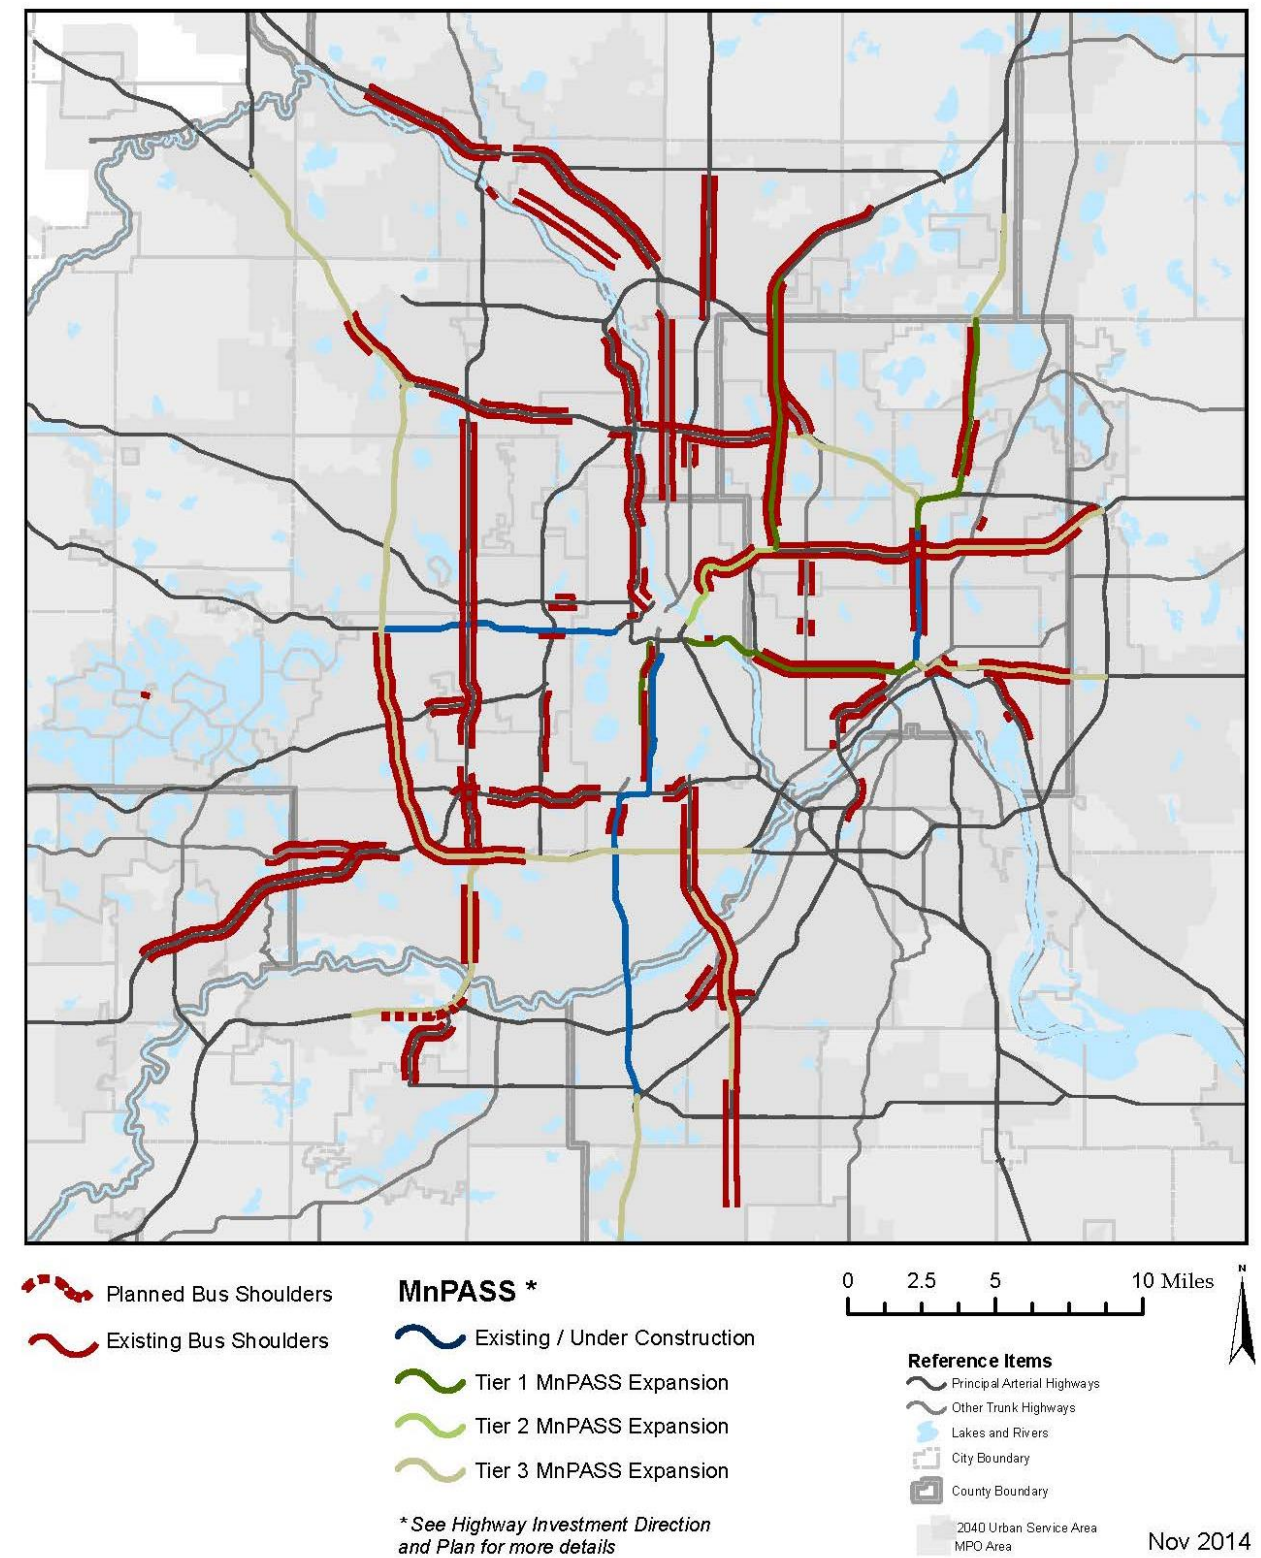 Planned Bus Shoulders
Existing Bus Shoulders
MnPASS *
Existing / Under Construction
Tier 1 MnPASS Expansion
Tier 2 MnPASS Expansion
Tier 3 MnPASS Expansion
* See Highway Investment Direction
and Plan for more details
0 2.5 5 10 Miles
N
Reference Items
Principal Arterial Highways
Other Trunk Highways
Lakes and Rivers
City Boundary
County Boundary
2040 Urban Service Area
MPO Area
Nov 2014